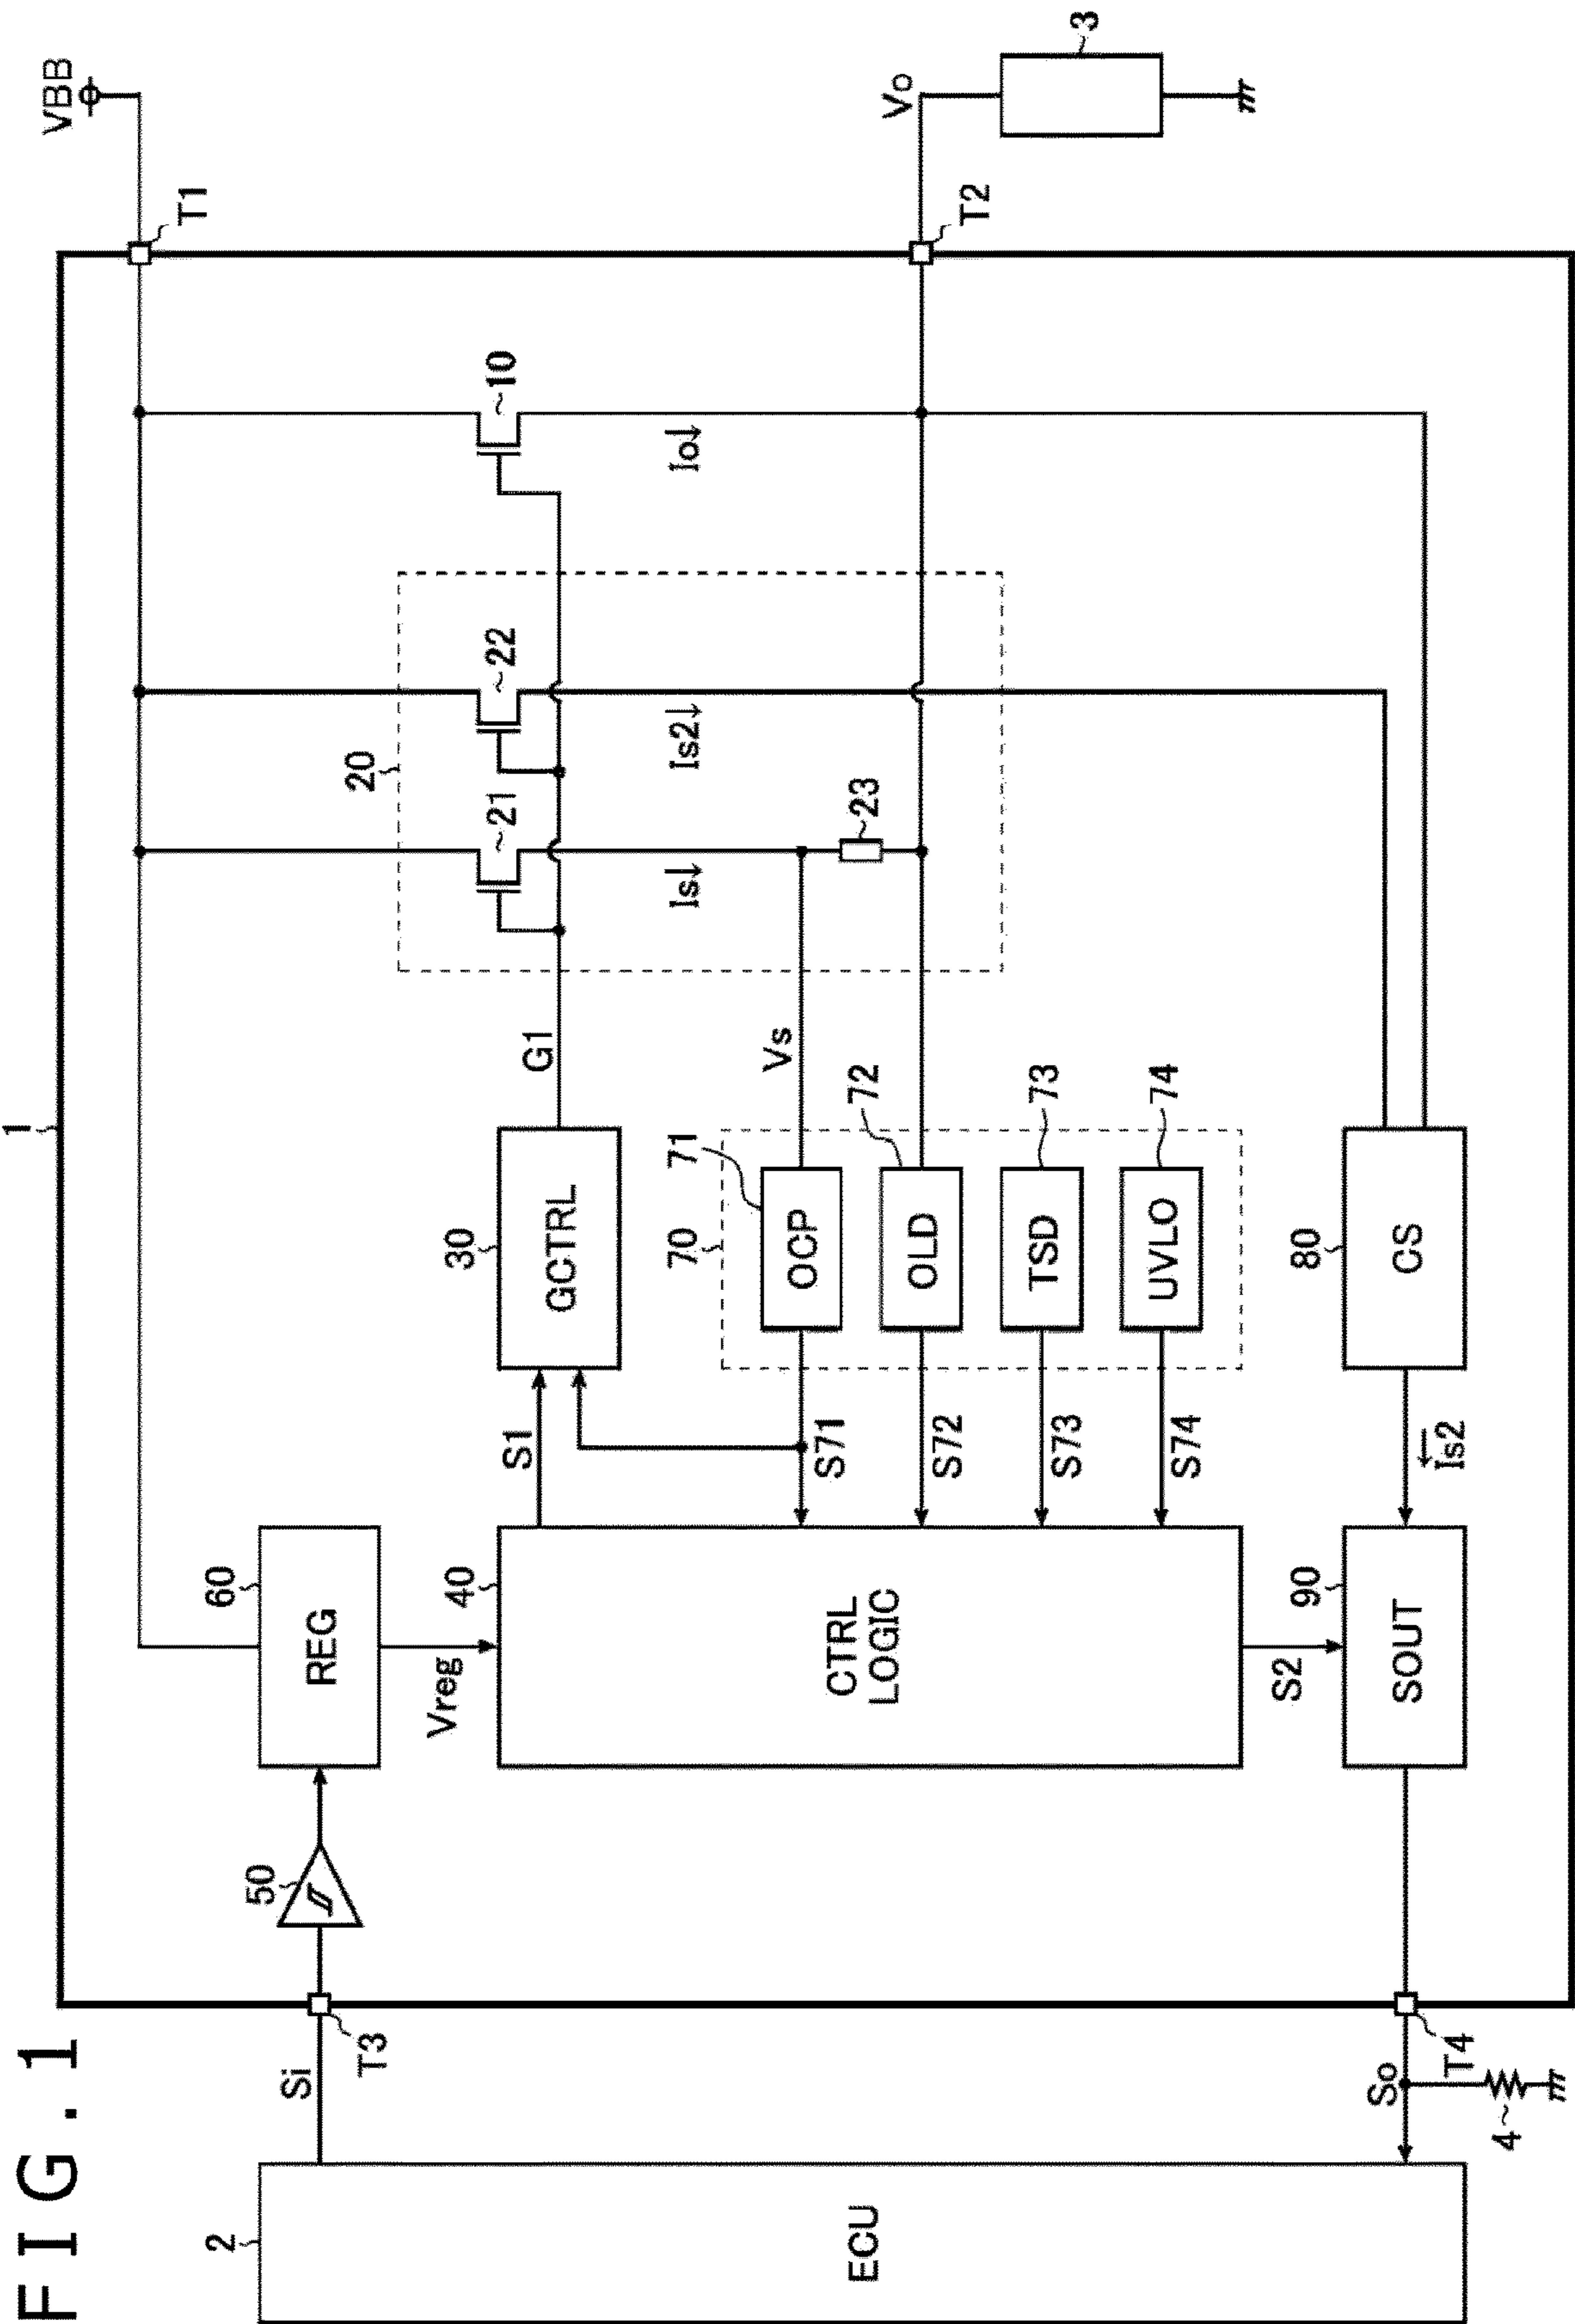 FIG. 1
1
VBB
T1
60
REG
50
Vreg
Si
T3
2
ECU
S1
30
GCTRL
G1
20
21
22
10
Is↓
Is2↓
Io↓
40
CTRL
LOGIC
70
71
OCP
S71
Vs
23
72
OLD
S72
73
TSD
S73
74
UVLO
S74
Vo
T2
3
S2
90
SOUT
Is2
80
CS
So
T4
4